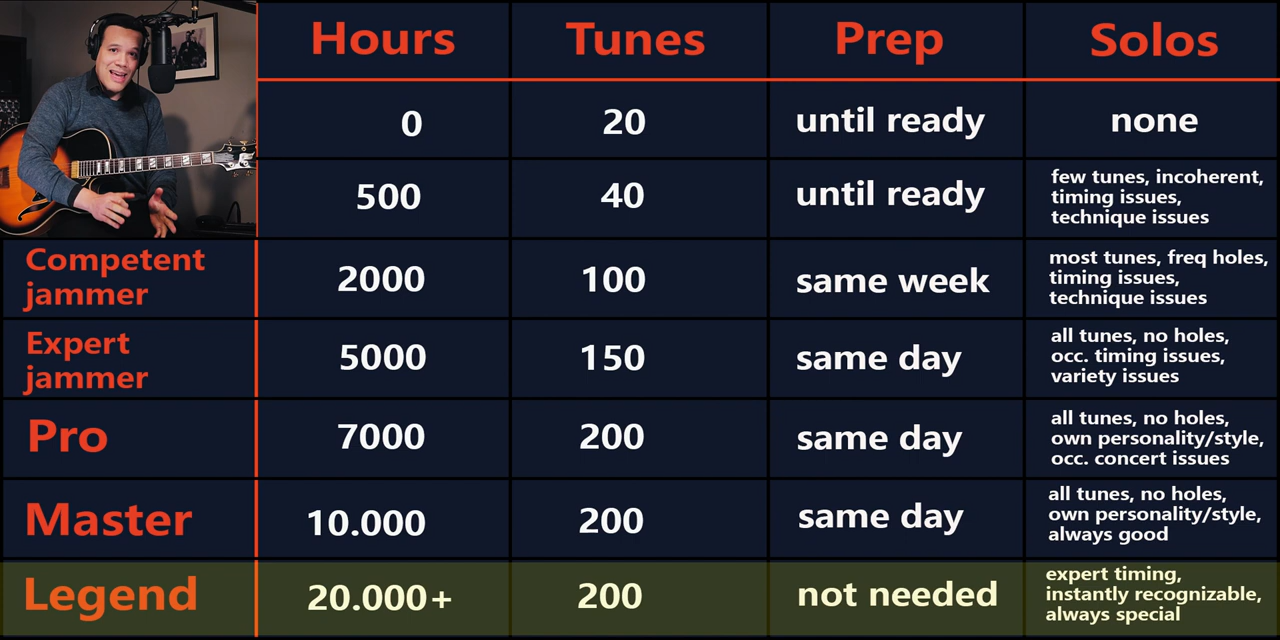 Hours Tunes Prep Solos
0 20 until ready none
500 40 until ready few tunes, incoherent,
timing issues,
technique issues
Competent
jammer 2000 100 same week most tunes, freq holes,
timing issues,
technique issues
Expert
jammer 5000 150 same day all tunes, no holes,
occ. timing issues,
variety issues
Pro 7000 200 same day all tunes, no holes,
own personality/style,
occ. concert issues
Master 10.000 200 same day all tunes, no holes,
own personality/style,
always good
Legend 20.000+ 200 not needed expert timing,
instantly recognizable,
always special